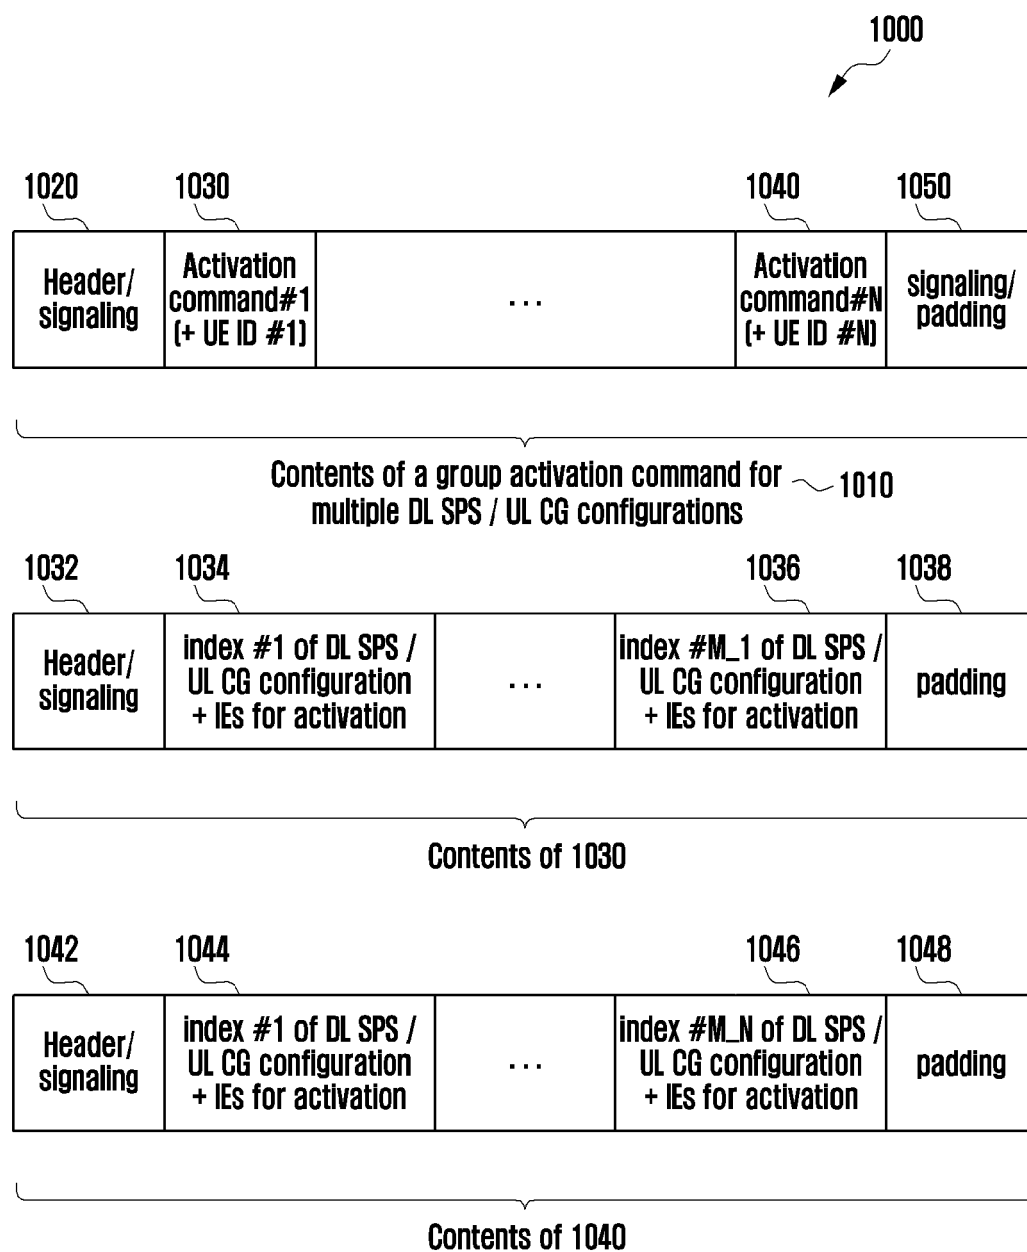 1000
1020
1030
1040
1050
Header/
signaling
Activation
command#1
(+ UE ID #1)
...
Activation
command#N
(+ UE ID #N)
signaling/
padding
Contents of a group activation command for
multiple DL SPS / UL CG configurations
1010
1032
1034
1036
1038
Header/
signaling
index #1 of DL SPS /
UL CG configuration
+ IEs for activation
...
index #M_1 of DL SPS /
UL CG configuration
+ IEs for activation
padding
Contents of 1030
1042
1044
1046
1048
Header/
signaling
index #1 of DL SPS /
UL CG configuration
+ IEs for activation
...
index #M_N of DL SPS /
UL CG configuration
+ IEs for activation
padding
Contents of 1040